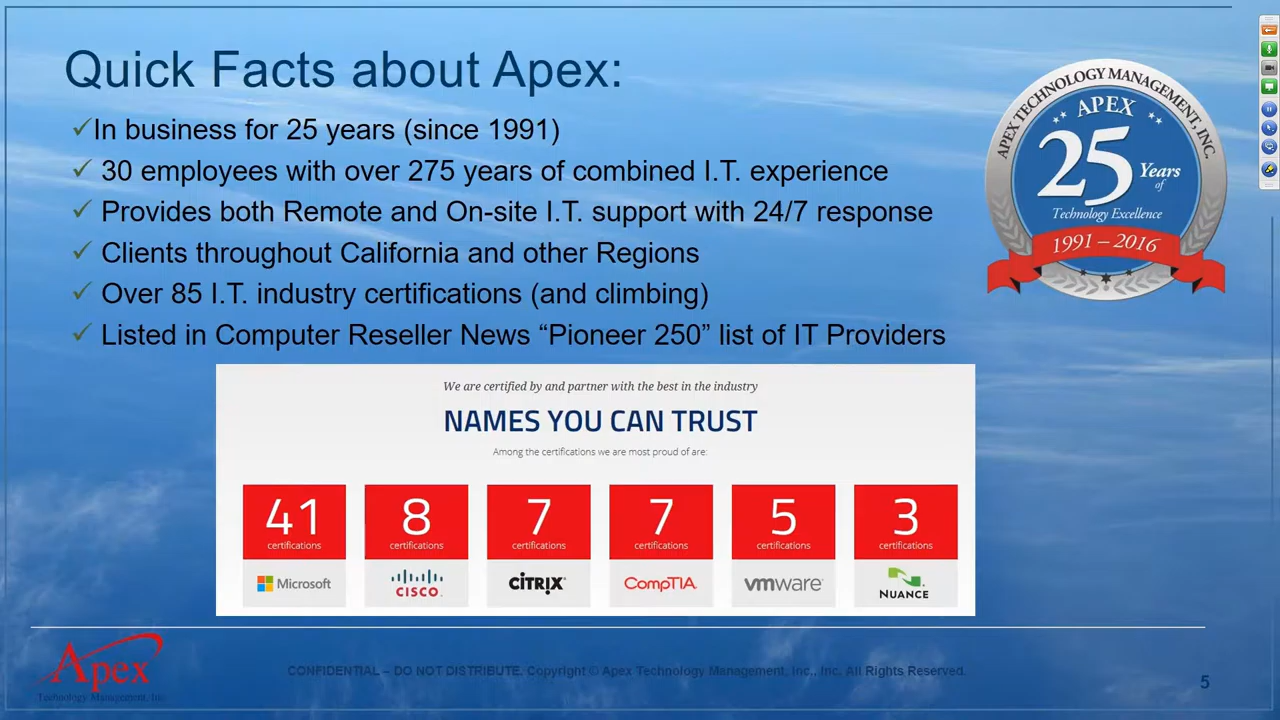 Quick Facts about Apex:
✓In business for 25 years (since 1991)
✓ 30 employees with over 275 years of combined I.T. experience
✓ Provides both Remote and On-site I.T. support with 24/7 response
✓ Clients throughout California and other Regions
✓ Over 85 I.T. industry certifications (and climbing)
✓ Listed in Computer Reseller News “Pioneer 250” list of IT Providers
APEX TECHNOLOGY MANAGEMENT, INC.
APEX
25 Years
of
Technology Excellence
1991 – 2016
We are certified by and partner with the best in the industry
NAMES YOU CAN TRUST
Among the certifications we are most proud of are:
41 8 7 7 5 3
certifications certifications certifications certifications certifications certifications
Microsoft CISCO. CITRIX CompTIA. vmware NUANCE
Apex
Technology Management, Inc.
CONFIDENTIAL – DO NOT DISTRIBUTE. Copyright © Apex Technology Management, Inc., Inc. All Rights Reserved.
5